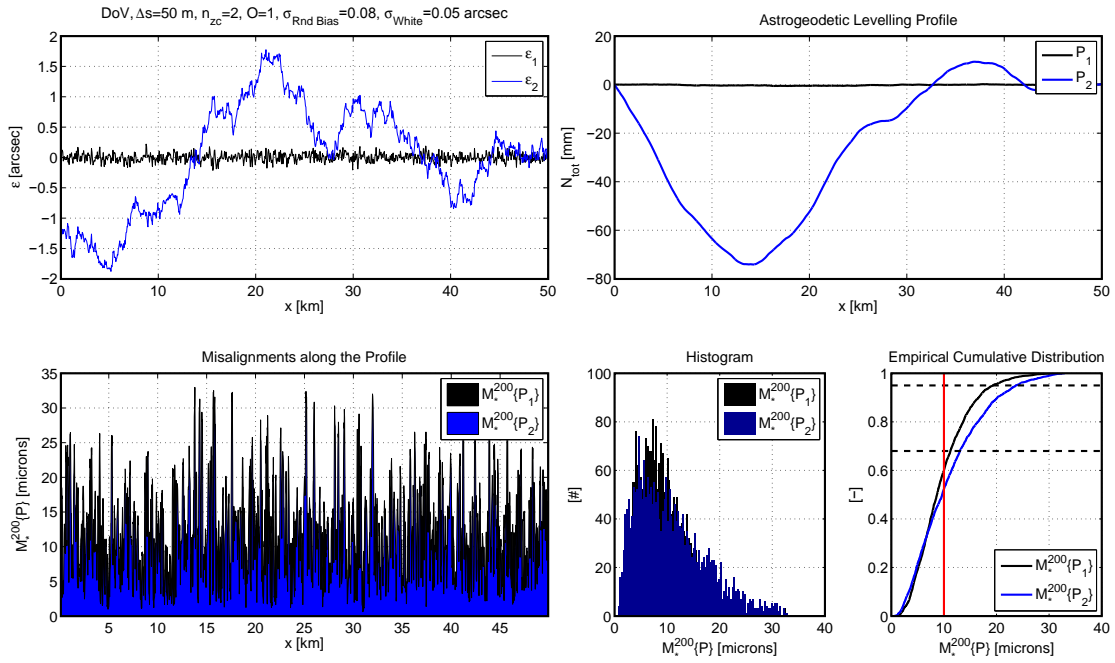 DoV, Δs=50 m, n_zc=2, O=1, σ_Rnd Bias=0.08, σ_White=0.05 arcsec
2
1.5
1
0.5
0
−0.5
−1
−1.5
−2
ε [arcsec]
ε_1
ε_2
0 10 20 30 40 50
x [km]
Astrogeodetic Levelling Profile
20
0
−20
−40
−60
−80
N_tot [mm]
P_1
P_2
0 10 20 30 40 50
x [km]
Misalignments along the Profile
35
30
25
20
15
10
5
0
M_*^200{P} [microns]
M_*^200{P_1}
M_*^200{P_2}
5 10 15 20 25 30 35 40 45
x [km]
Histogram
100
80
60
40
20
0
[#]
M_*^200{P_1}
M_*^200{P_2}
0 10 20 30 40
M_*^200{P} [microns]
Empirical Cumulative Distribution
1
0.8
0.6
0.4
0.2
0
[−]
M_*^200{P_1}
M_*^200{P_2}
0 10 20 30 40
M_*^200{P} [microns]